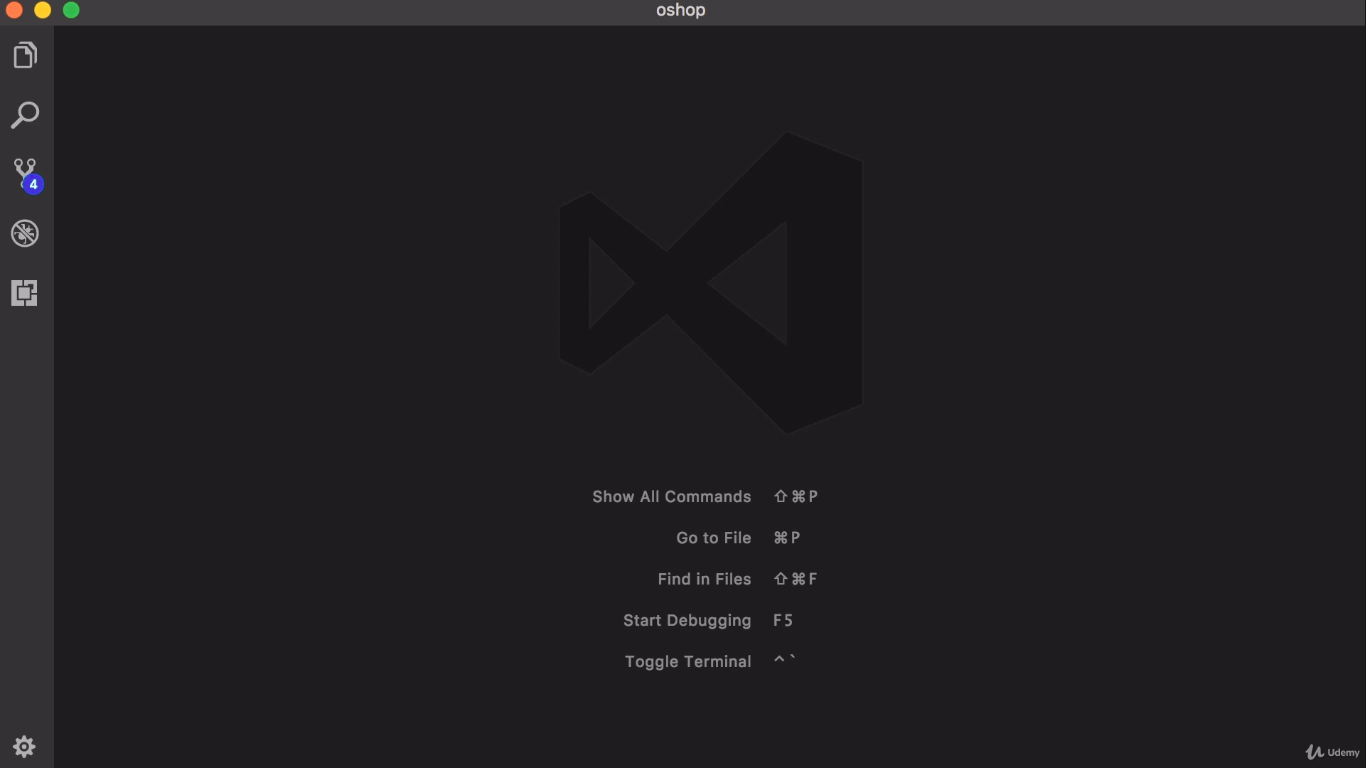 oshop
4
Show All Commands ⇧⌘P
Go to File ⌘P
Find in Files ⇧⌘F
Start Debugging F5
Toggle Terminal ^`
Udemy